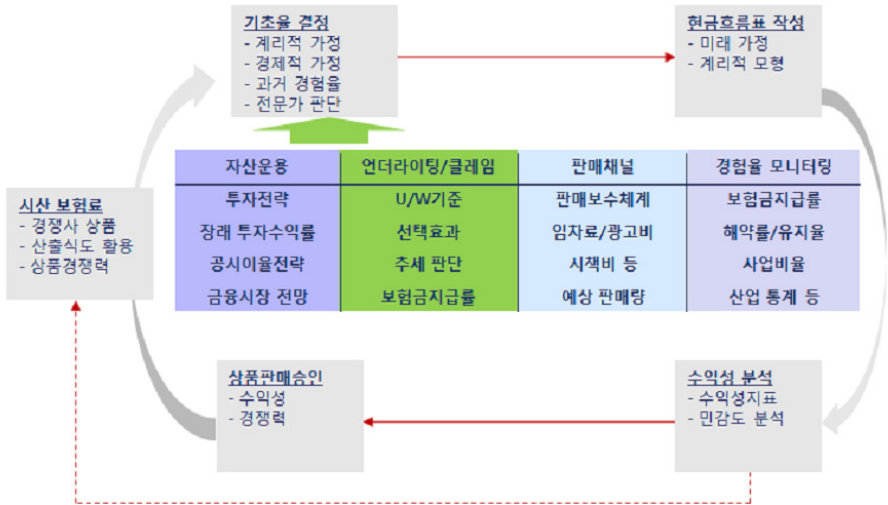 기초율 결정
- 계리적 가정
- 경제적 가정
- 과거 경험율
- 전문가 판단
현금흐름표 작성
- 미래 가정
- 계리적 모형
자산운용 언더라이팅/클레임 판매채널 경험율 모니터링
투자전략 U/W기준 판매보수체계 보험금지급률
장래 투자수익률 선택효과 임차료/광고비 해약률/유지율
공시이율전략 추세 판단 시책비 등 사업비율
금융시장 전망 보험금지급률 예상 판매량 산업 통계 등
시산 보험료
- 경쟁사 상품
- 산출식도 활용
- 상품경쟁력
상품판매승인
- 수익성
- 경쟁력
수익성 분석
- 수익성지표
- 민감도 분석